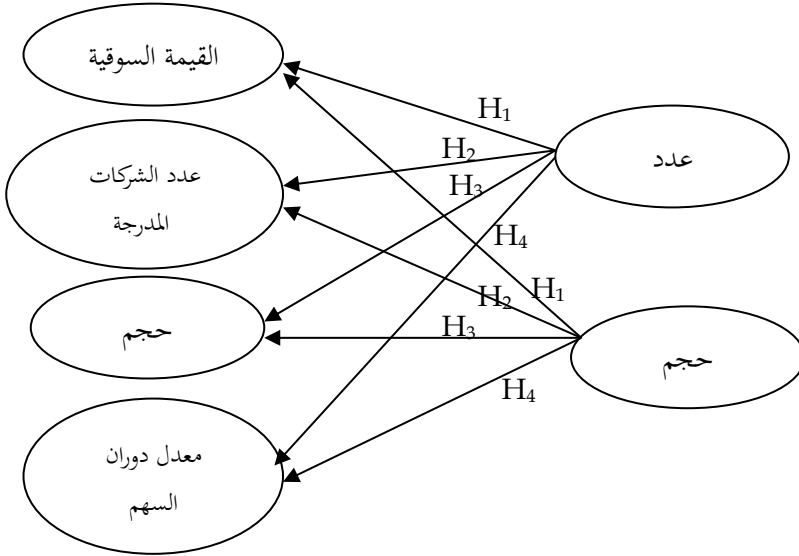 القيمة السوقية
H₁
عدد
H₂
عدد الشركات
المدرجة
H₃
H₄
H₂
H₁
حجم
H₃
حجم
H₄
معدل دوران
السهم